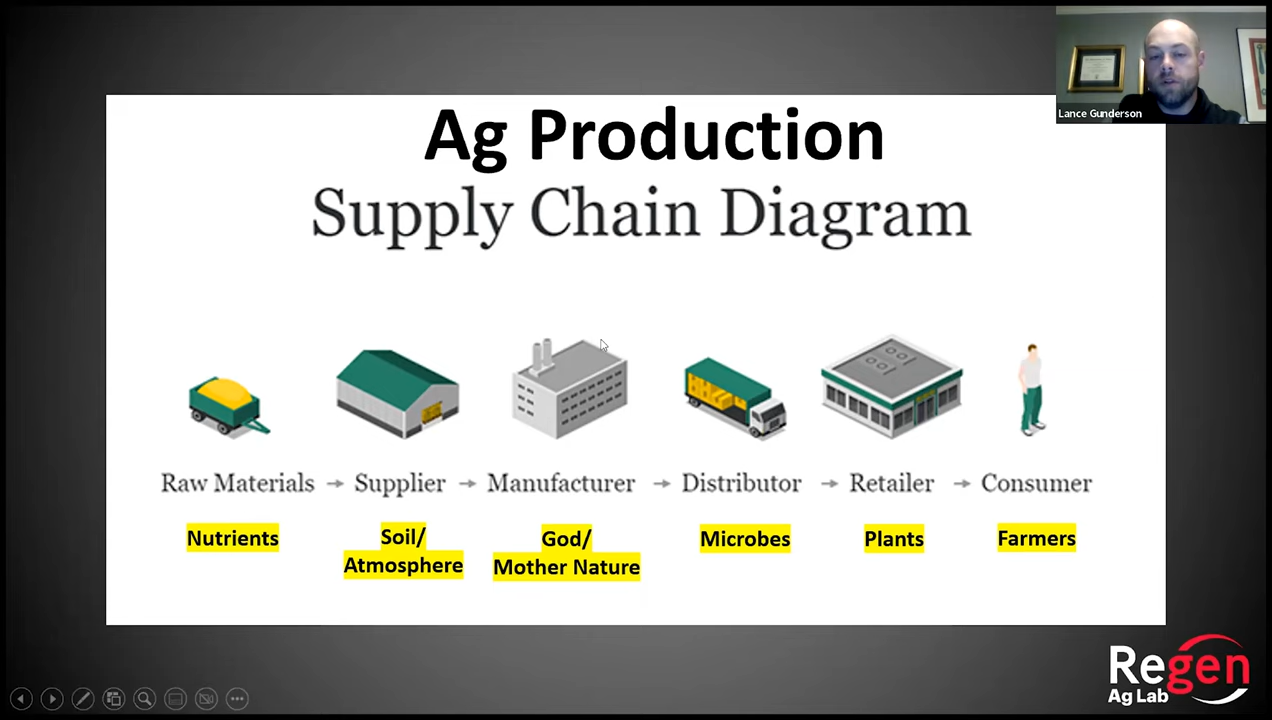 Lance Gunderson
Ag Production
Supply Chain Diagram
Raw Materials → Supplier → Manufacturer → Distributor → Retailer → Consumer
Nutrients
Soil/
Atmosphere
God/
Mother Nature
Microbes
Plants
Farmers
Regen
Ag Lab